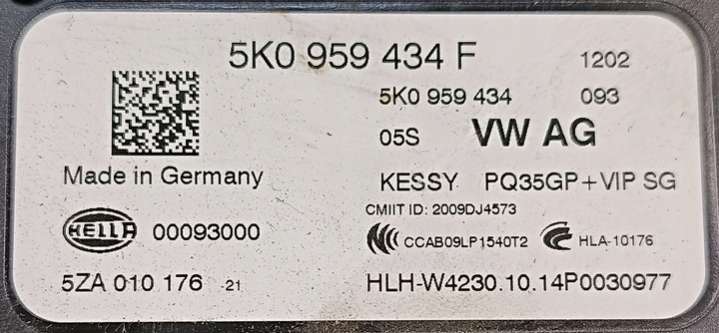 5K0 959 434 F 1202
5K0 959 434 093
05S VW AG
Made in Germany KESSY PQ35GP+VIP SG
CMIIT ID: 2009DJ4573
HELLA 00093000 CCAB09LP1540T2 HLA-10176
5ZA 010 176 -21 HLH-W4230.10.14P0030977